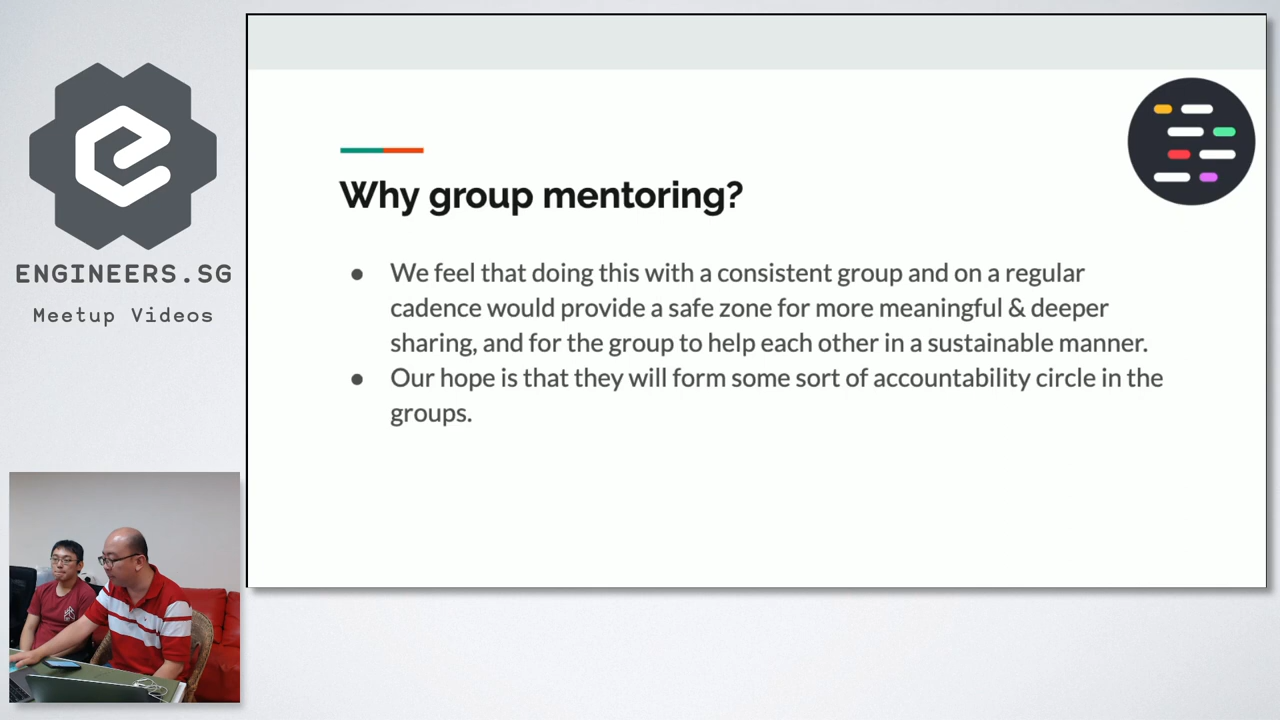 ENGINEERS.SG
Meetup Videos
Why group mentoring?
● We feel that doing this with a consistent group and on a regular
cadence would provide a safe zone for more meaningful & deeper
sharing, and for the group to help each other in a sustainable manner.
● Our hope is that they will form some sort of accountability circle in the
groups.